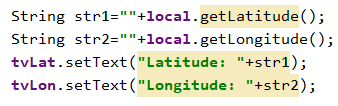 String str1=""+local.getLatitude();
String str2=""+local.getLongitude();
tvLat.setText("Latitude: "+str1);
tvLon.setText("Longitude: "+str2);